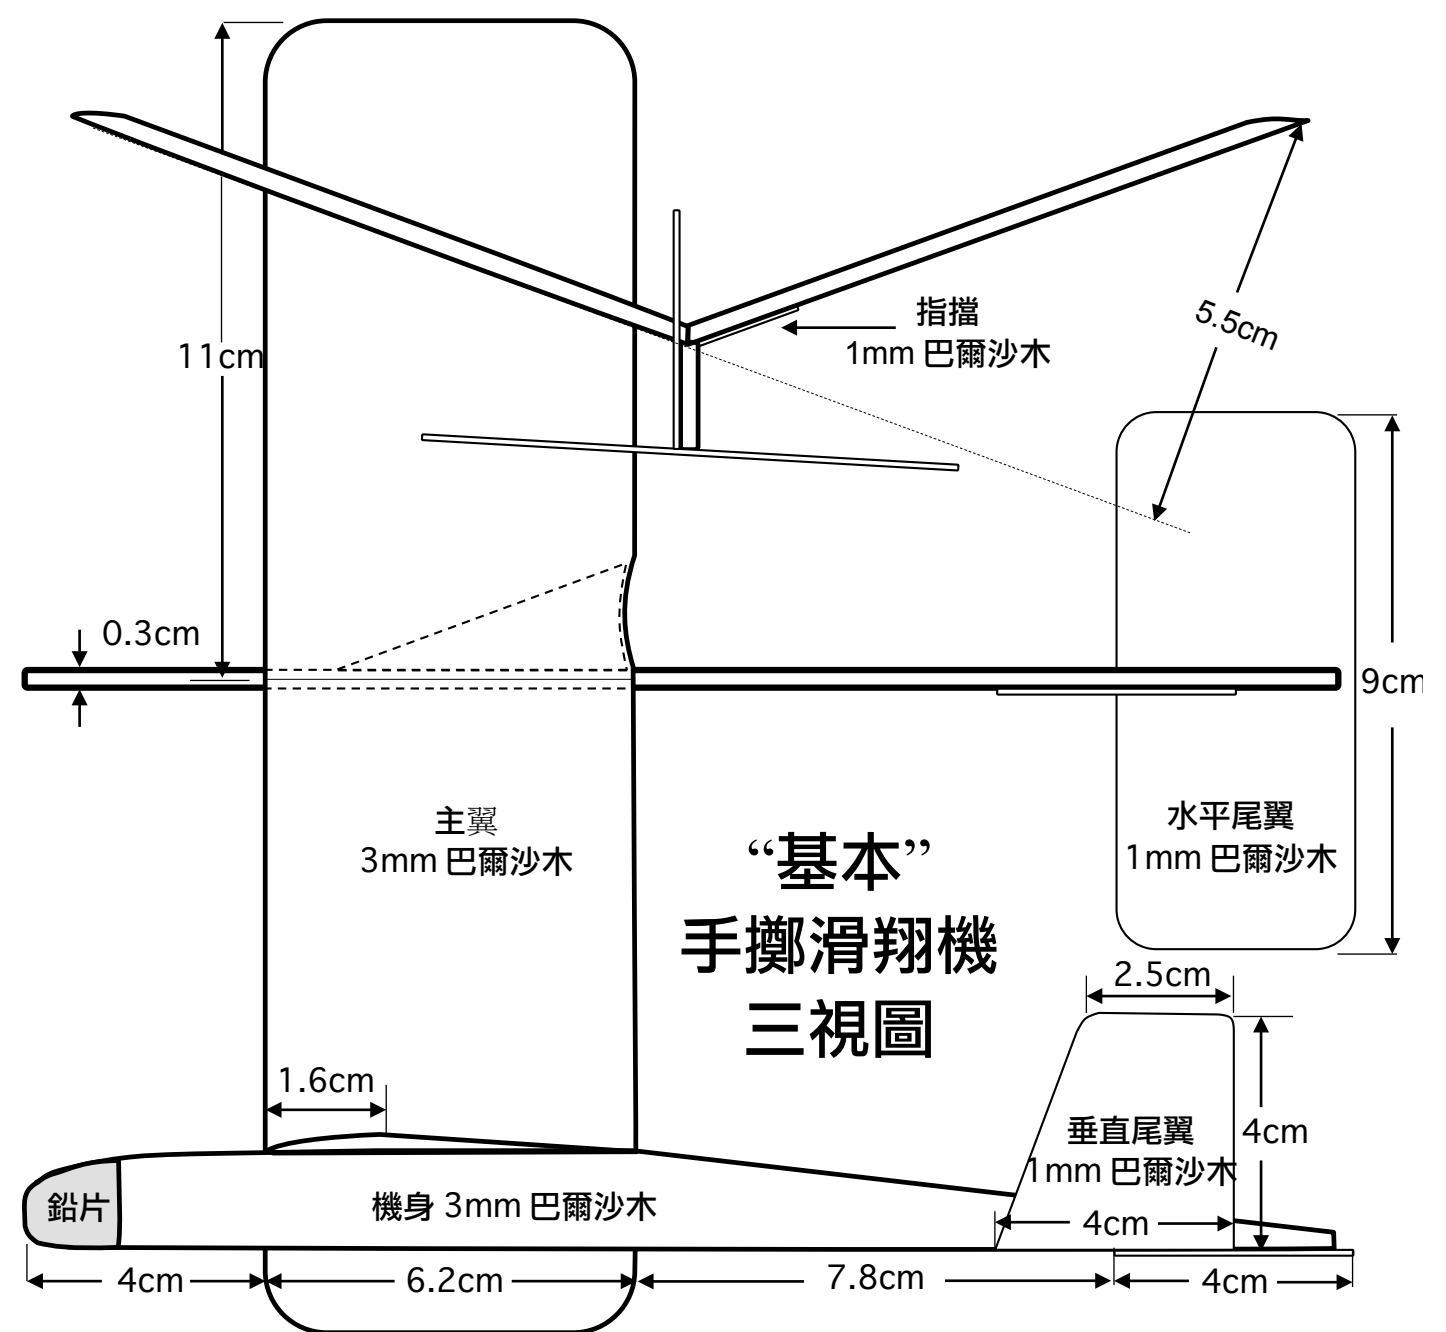 指擋
1mm 巴爾沙木
5.5cm
11cm
0.3cm
9cm
主翼
3mm 巴爾沙木
“基本”
手擲滑翔機
三視圖
水平尾翼
1mm 巴爾沙木
2.5cm
1.6cm
垂直尾翼
1mm 巴爾沙木
4cm
鉛片
機身 3mm 巴爾沙木
4cm
4cm
6.2cm
7.8cm
4cm